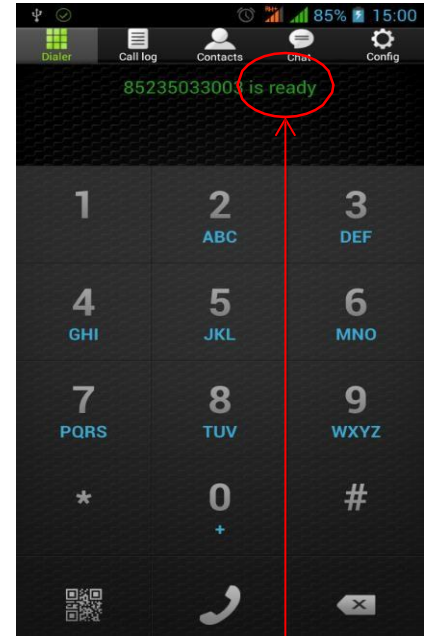 85% 15:00
Dialer Call log Contacts Chat Config
85235033003 is ready
1 2 3
ABC DEF
4 5 6
GHI JKL MNO
7 8 9
PQRS TUV WXYZ
* 0 #
+